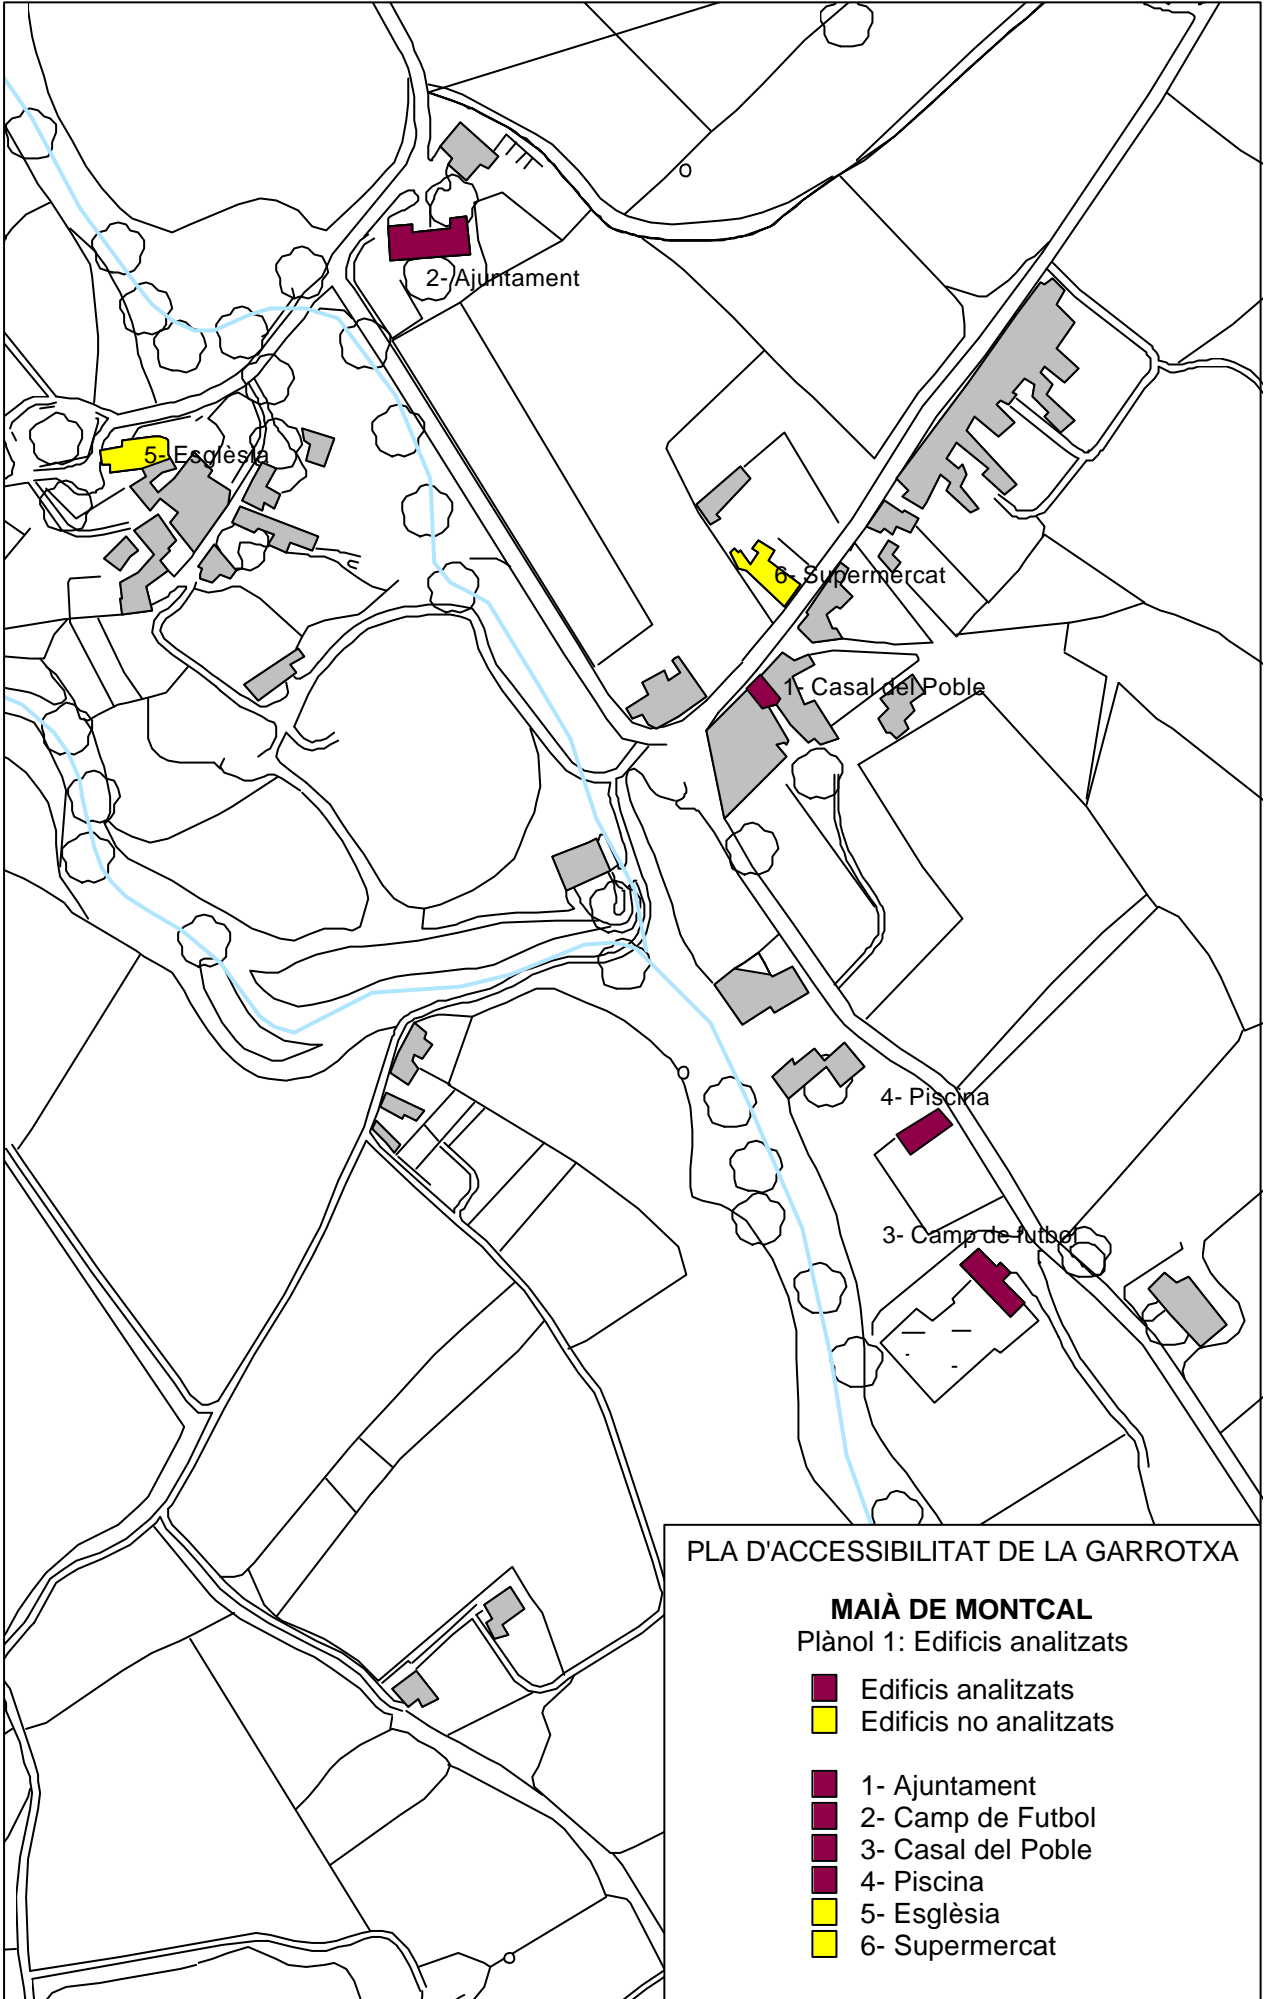 2- Ajuntament
5- Esglèsia
6- Supermercat
1- Casal del Poble
4- Piscina
3- Camp de futbol
PLA D'ACCESSIBILITAT DE LA GARROTXA
MAIÀ DE MONTCAL
Plànol 1: Edificis analitzats
Edificis analitzats
Edificis no analitzats
1- Ajuntament
2- Camp de Futbol
3- Casal del Poble
4- Piscina
5- Esglèsia
6- Supermercat